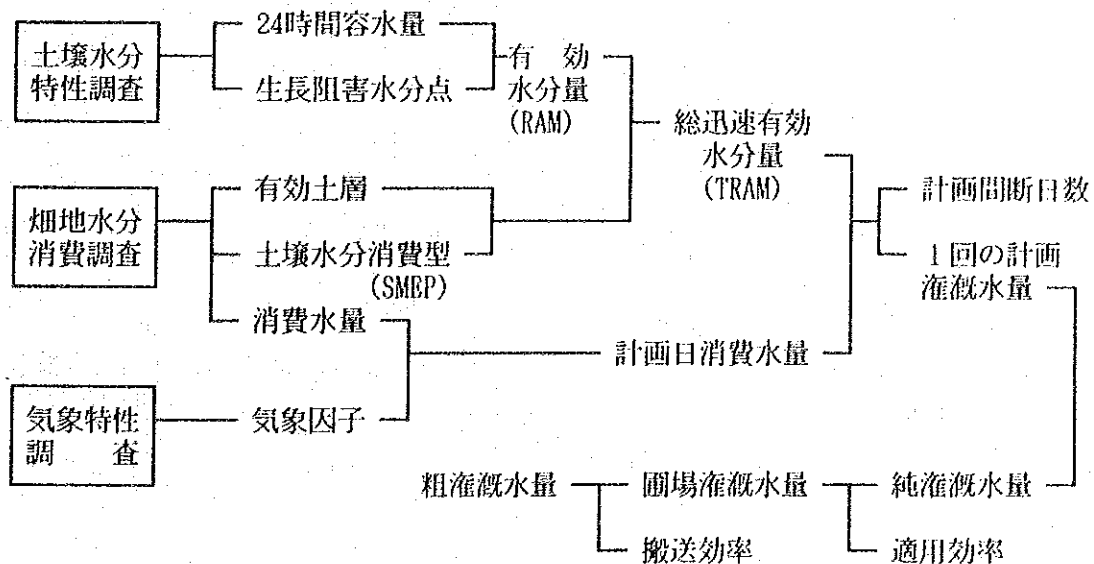 24時間容水量
土壌水分
特性調査
生長阻害水分点
有 効
水分量
(RAM)
総迅速有効
水分量
(TRAM)
畑地水分
消費調査
有効土層
土壌水分消費型
(SMEP)
消費水量
計画間断日数
1回の計画
潅漑水量
計画日消費水量
気象特性
調 査
気象因子
粗潅漑水量
圃場潅漑水量
純潅漑水量
搬送効率
適用効率